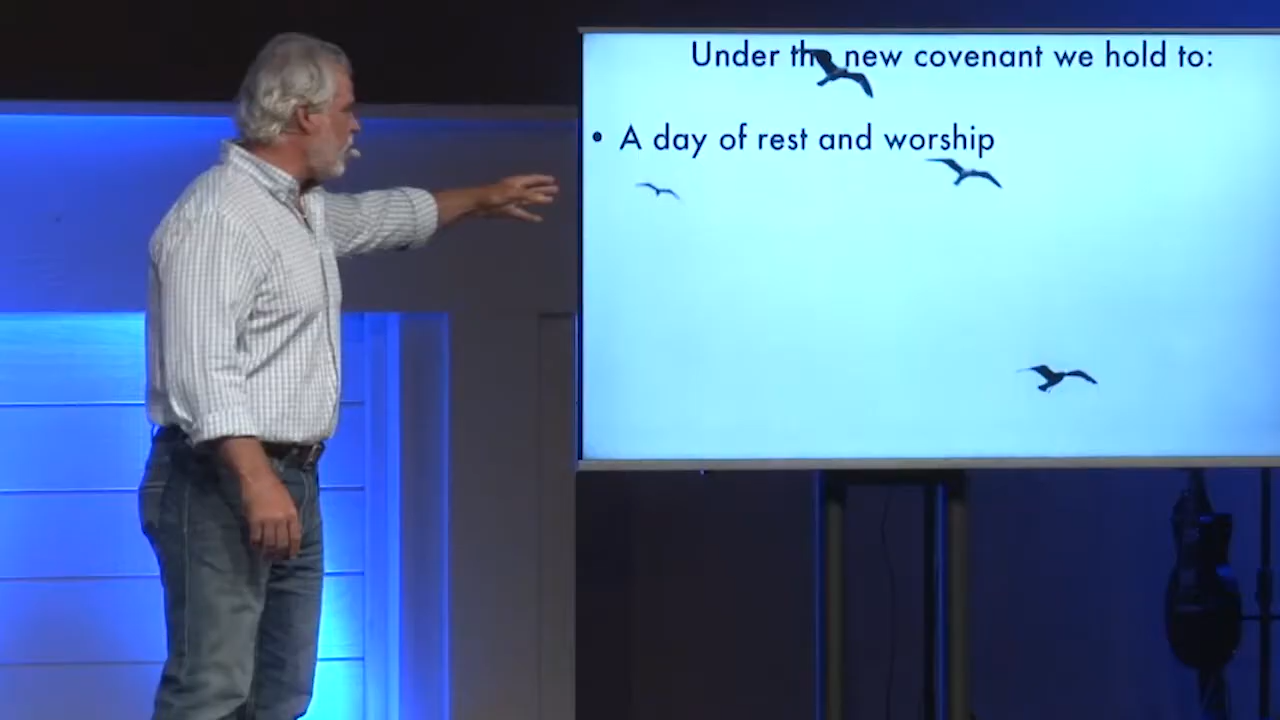 Under the new covenant we hold to:
• A day of rest and worship